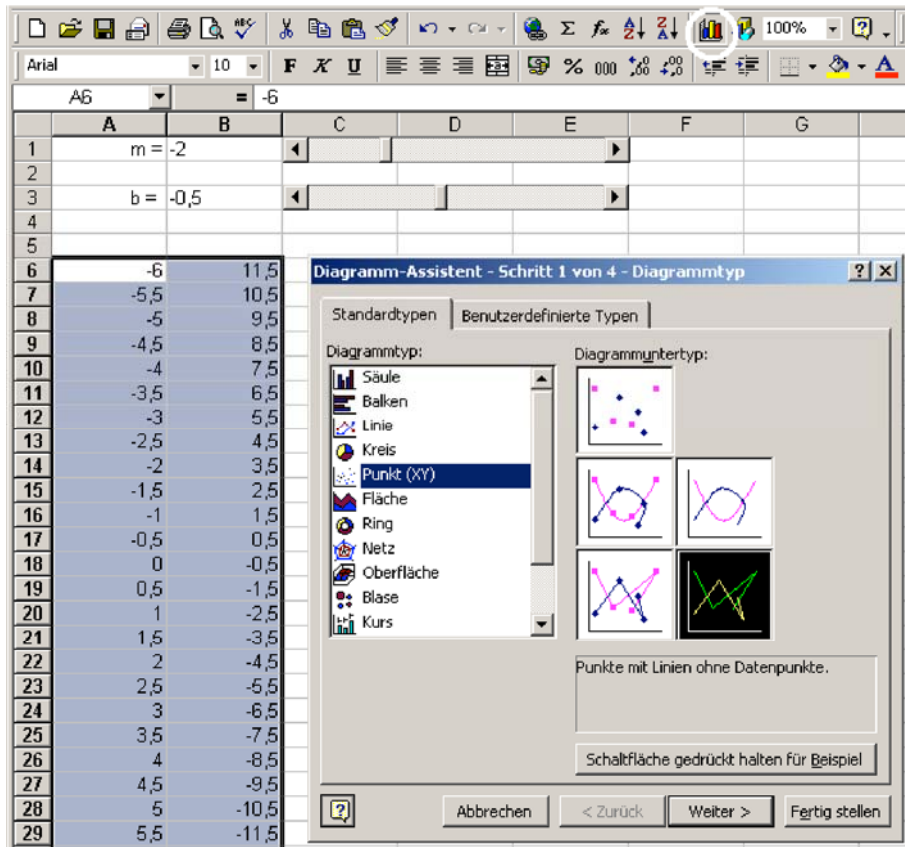 100%
Arial 10 F K U % 000
A6 = -6
A B C D E F G
1 m = -2
2
3 b = -0,5
4
5
6 -6 11,5
7 -5,5 10,5
8 -5 9,5
9 -4,5 8,5
10 -4 7,5
11 -3,5 6,5
12 -3 5,5
13 -2,5 4,5
14 -2 3,5
15 -1,5 2,5
16 -1 1,5
17 -0,5 0,5
18 0 -0,5
19 0,5 -1,5
20 1 -2,5
21 1,5 -3,5
22 2 -4,5
23 2,5 -5,5
24 3 -6,5
25 3,5 -7,5
26 4 -8,5
27 4,5 -9,5
28 5 -10,5
29 5,5 -11,5
Diagramm-Assistent - Schritt 1 von 4 - Diagrammtyp
Standardtypen Benutzerdefinierte Typen
Diagrammtyp:
Säule
Balken
Linie
Kreis
Punkt (XY)
Fläche
Ring
Netz
Oberfläche
Blase
Kurs
Diagrammuntertyp:
Punkte mit Linien ohne Datenpunkte.
Schaltfläche gedrückt halten für Beispiel
Abbrechen < Zurück Weiter > Fertig stellen